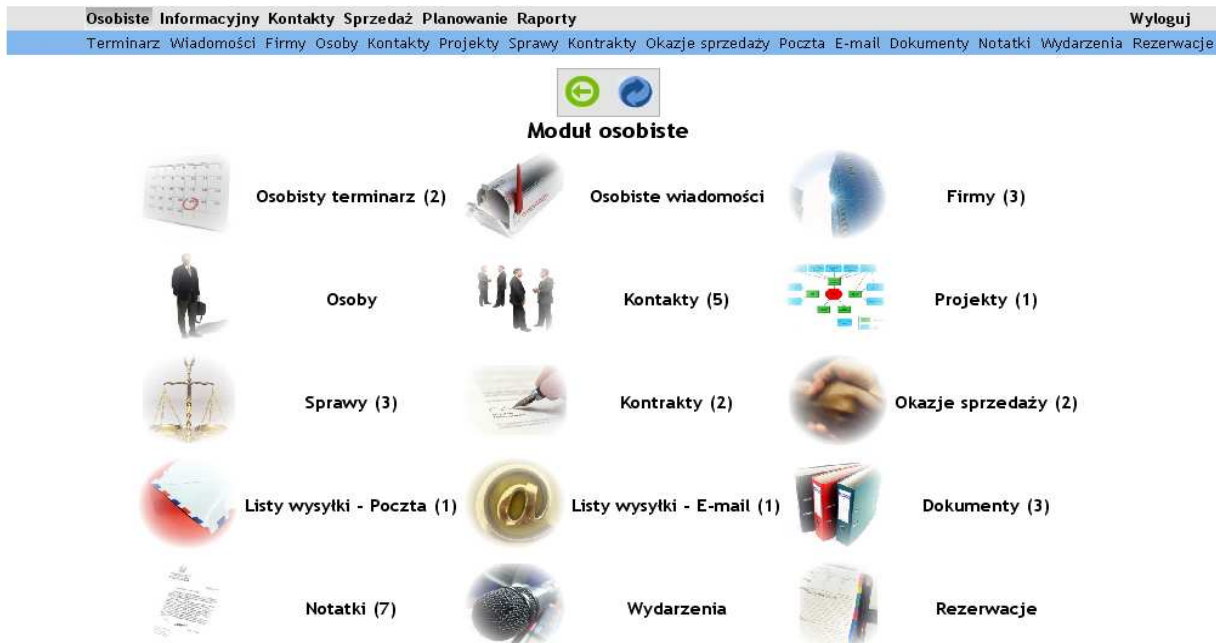 Osobiste Informacyjny Kontakty Sprzedaż Planowanie Raporty Wyloguj
Terminarz Wiadomości Firmy Osoby Kontakty Projekty Sprawy Kontrakty Okazje sprzedaży Poczta E-mail Dokumenty Notatki Wydarzenia Rezerwacje
Moduł osobiste
Osobisty terminarz (2) Osobiste wiadomości Firmy (3)
Osoby Kontakty (5) Projekty (1)
Sprawy (3) Kontrakty (2) Okazje sprzedaży (2)
Listy wysyłki - Poczta (1) Listy wysyłki - E-mail (1) Dokumenty (3)
Notatki (7) Wydarzenia Rezerwacje